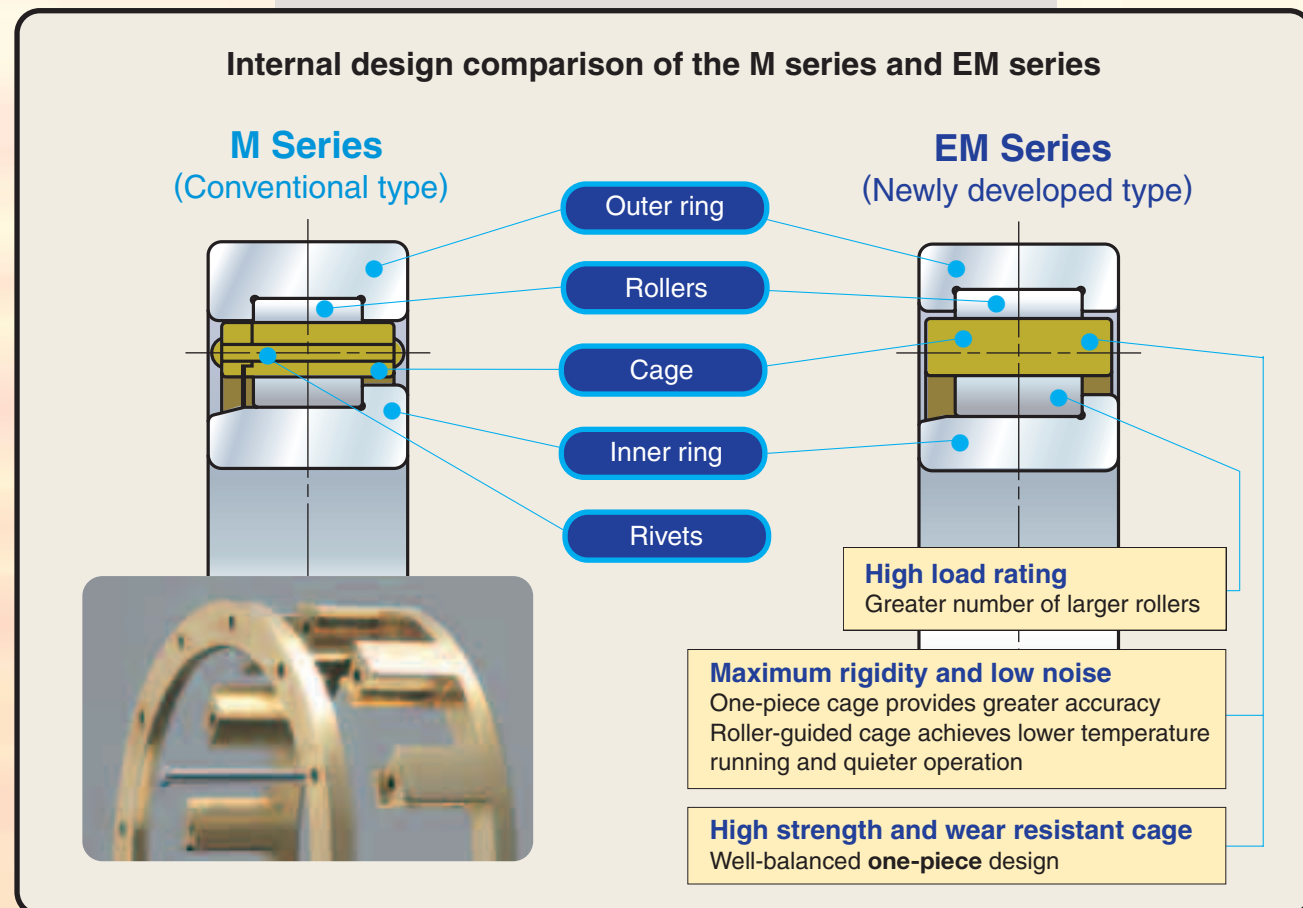 Internal design comparison of the M series and EM series
M Series
(Conventional type)
EM Series
(Newly developed type)
Outer ring
Rollers
Cage
Inner ring
Rivets
High load rating
Greater number of larger rollers
Maximum rigidity and low noise
One-piece cage provides greater accuracy
Roller-guided cage achieves lower temperature
running and quieter operation
High strength and wear resistant cage
Well-balanced one-piece design